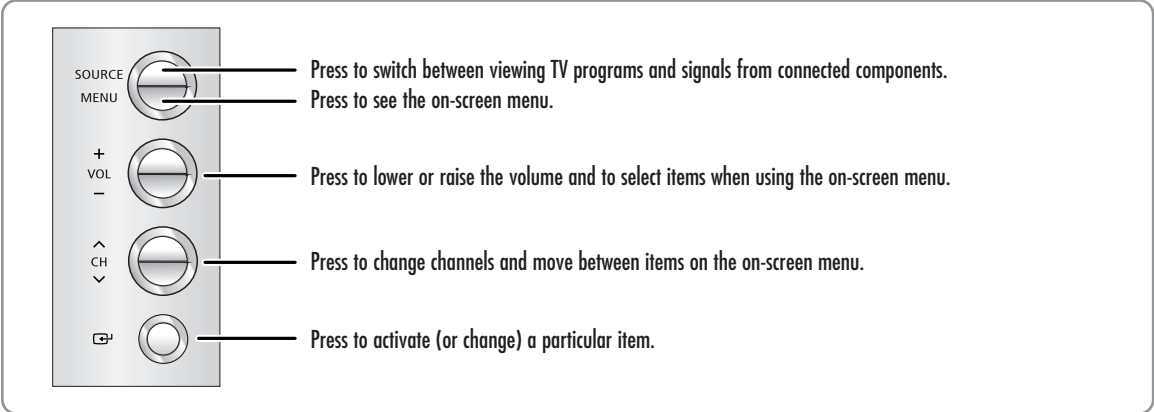 SOURCE
Press to switch between viewing TV programs and signals from connected components.
MENU
Press to see the on-screen menu.
+
VOL
Press to lower or raise the volume and to select items when using the on-screen menu.
−
CH
Press to change channels and move between items on the on-screen menu.
Press to activate (or change) a particular item.